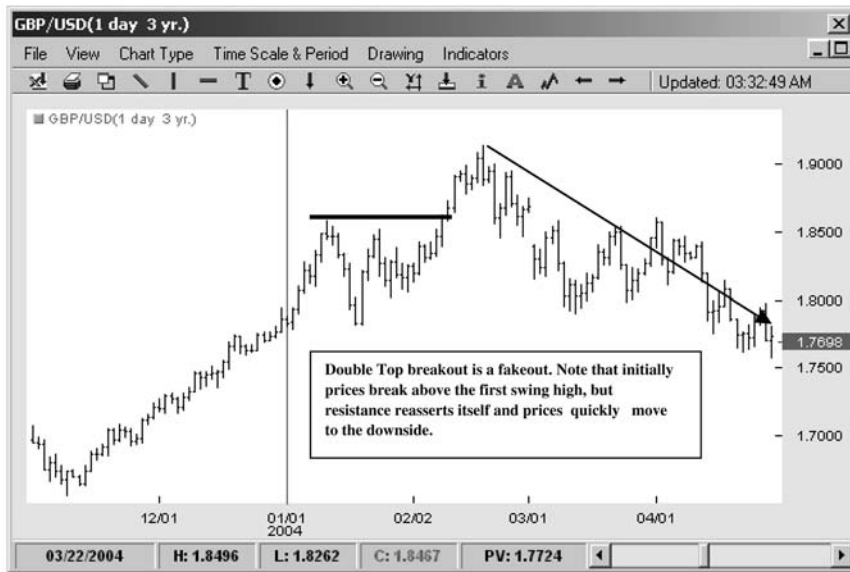 GBP/USD(1 day 3 yr.)
File View Chart Type Time Scale & Period Drawing Indicators
T i A Updated: 03:32:49 AM
GBP/USD(1 day 3 yr.)
1.9000
1.8500
1.8000
1.7698
1.7500
1.7000
Double Top breakout is a fakeout. Note that initially
prices break above the first swing high, but
resistance reasserts itself and prices quickly move
to the downside.
12/01 01/01 02/02 03/01 04/01
2004
03/22/2004 H: 1.8496 L: 1.8262 C: 1.8467 PV: 1.7724